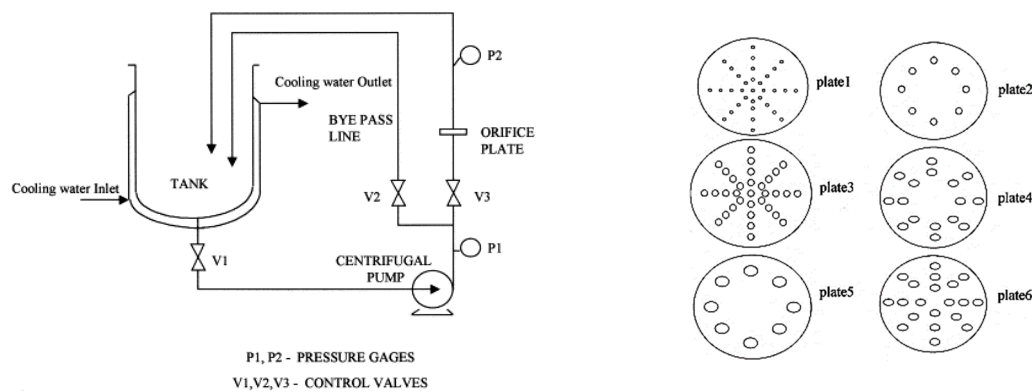 P2
Cooling water Outlet
BYE PASS
LINE
ORIFICE
PLATE
Cooling water Inlet
TANK
V2
V3
P1
V1
CENTRIFUGAL
PUMP
P1, P2 - PRESSURE GAGES
V1,V2,V3 - CONTROL VALVES
plate1
plate2
plate3
plate4
plate5
plate6